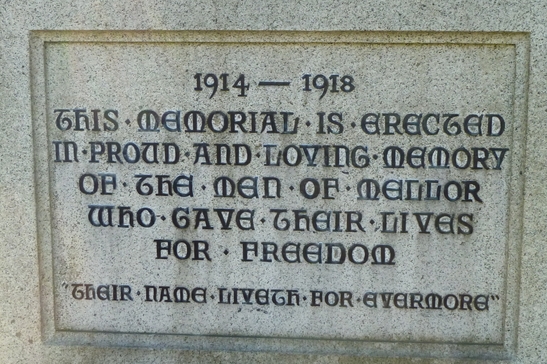 1914 — 1918
THIS · MEMORIAL · IS · ERECTED
IN · PROUD · AND · LOVING · MEMORY
OF · THE · MEN · OF · MELLOR
WHO · GAVE · THEIR · LIVES
FOR · FREEDOM
"THEIR · NAME · LIVETH · FOR · EVERMORE"